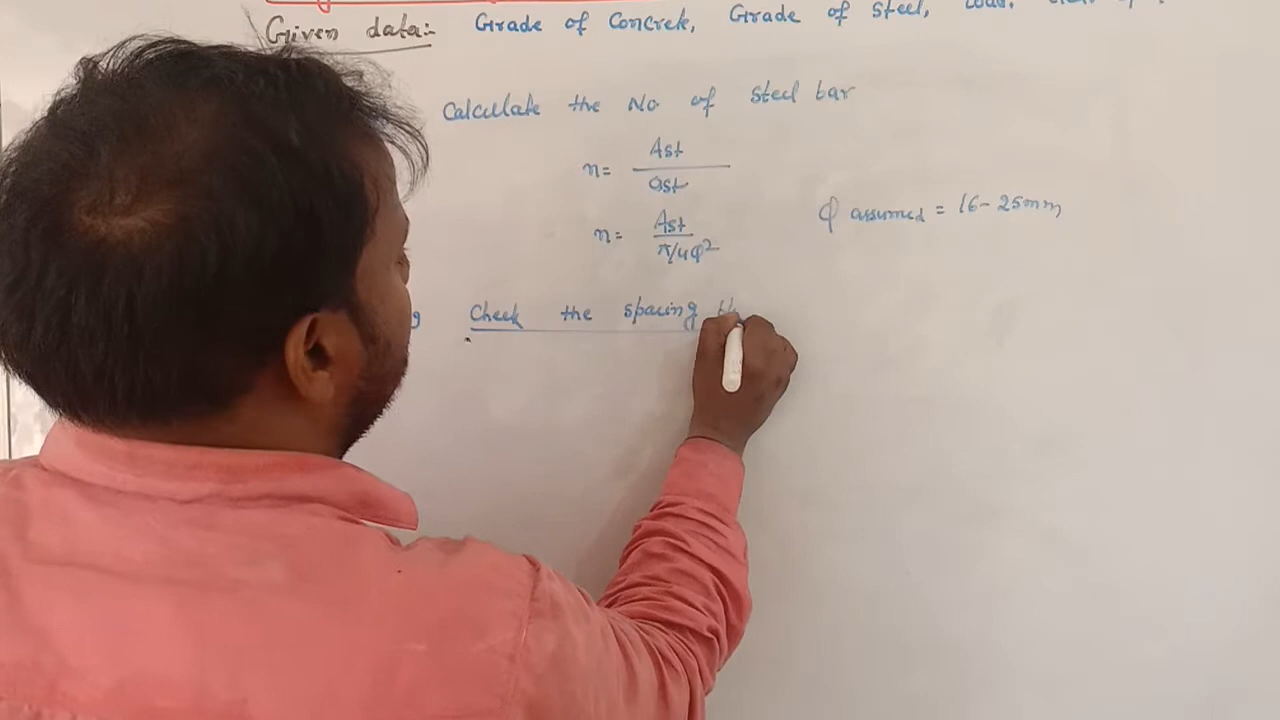 Given data:- Grade of Concrete, Grade of Steel,
Calculate the No of Steel bar
n= Ast
ast
n= Ast
π/4φ²
φ assumed = 16-25mm
Check the spacing